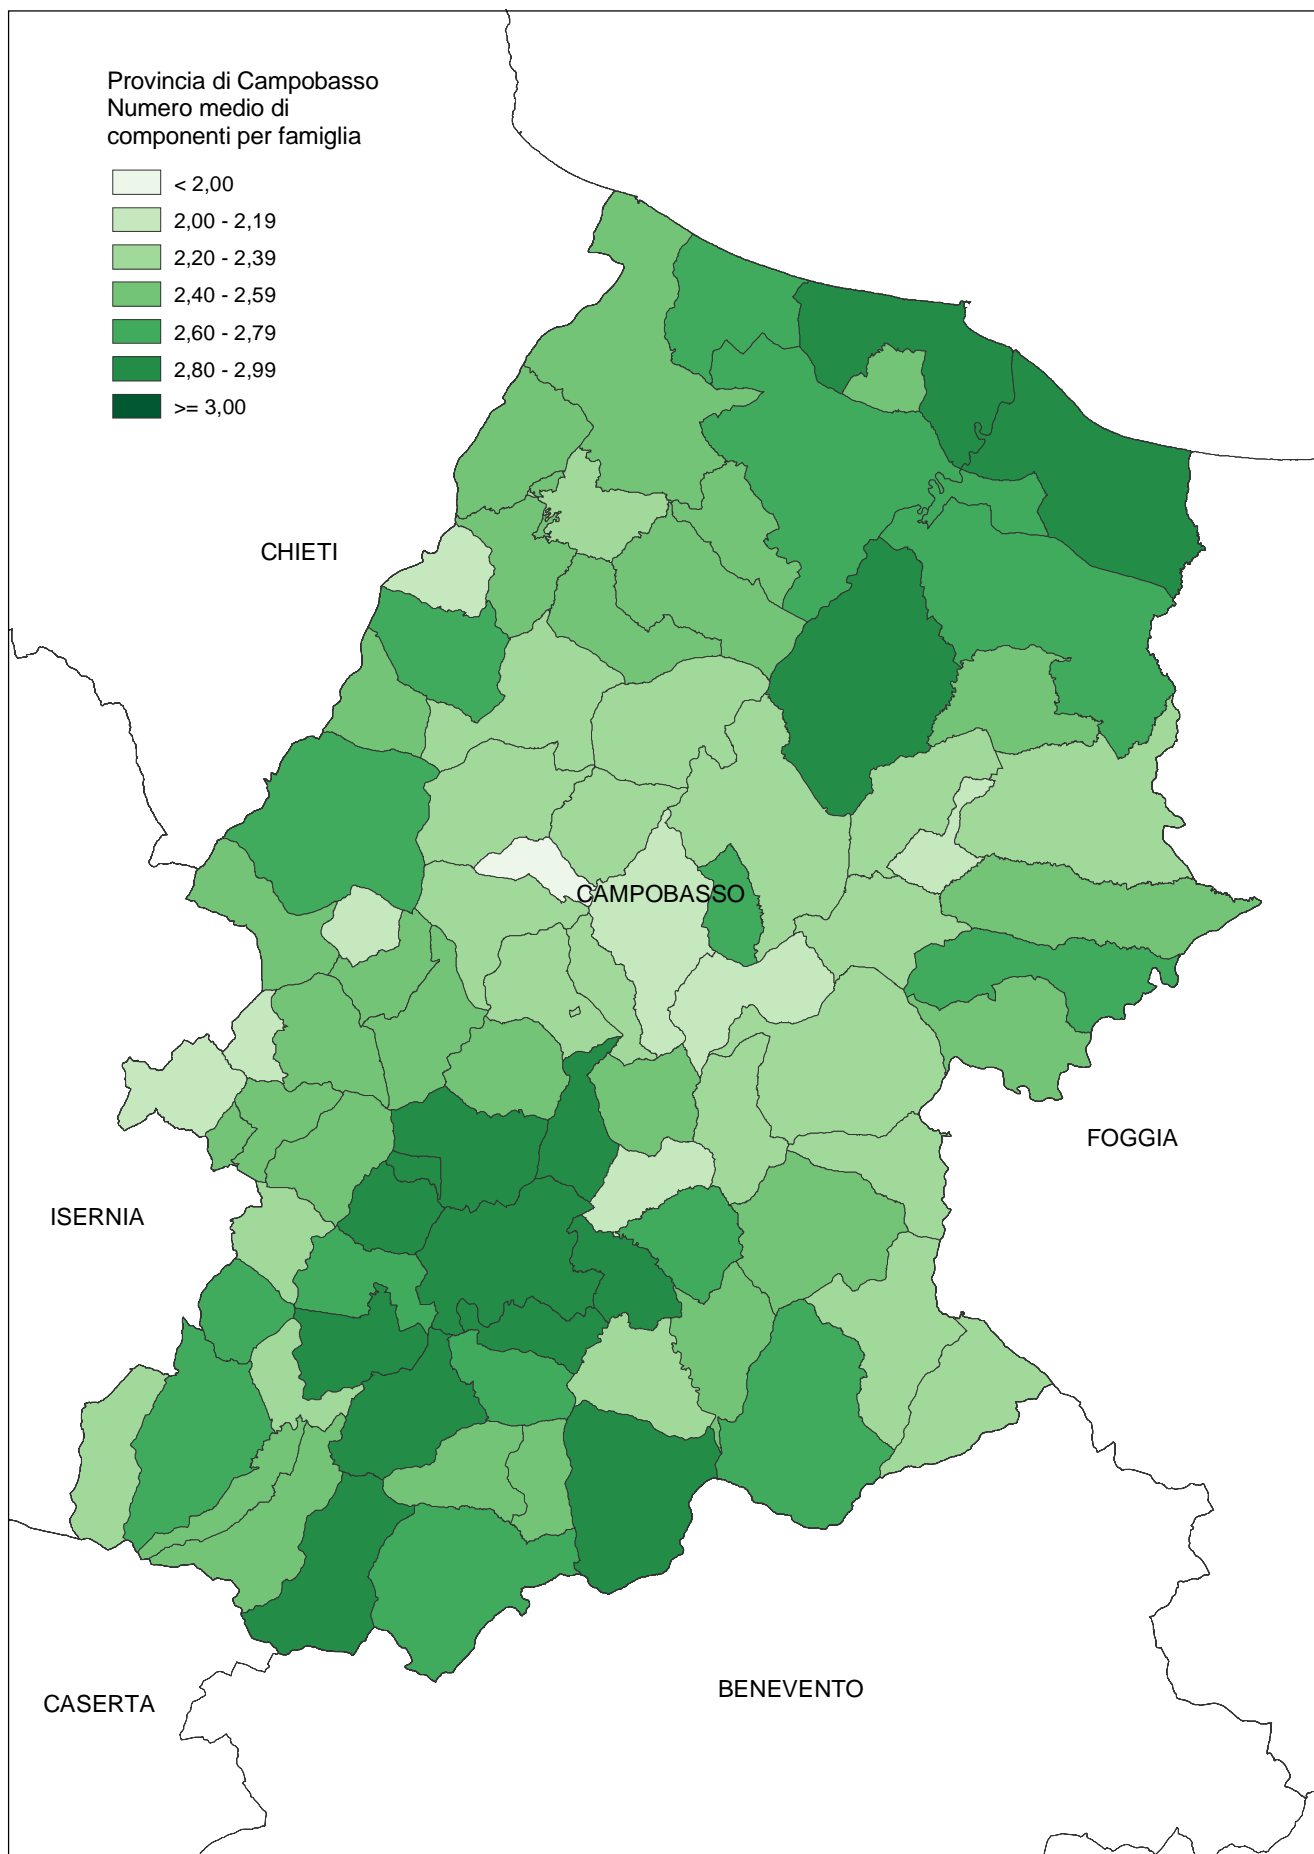 Provincia di Campobasso
Numero medio di
componenti per famiglia
< 2,00
2,00 - 2,19
2,20 - 2,39
2,40 - 2,59
2,60 - 2,79
2,80 - 2,99
>= 3,00
CHIETI
CAMPOBASSO
FOGGIA
ISERNIA
BENEVENTO
CASERTA